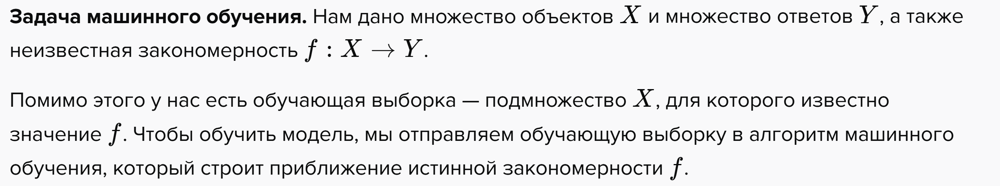 Задача машинного обучения. Нам дано множество объектов X и множество ответов Y, а также
неизвестная закономерность f : X → Y.
Помимо этого у нас есть обучающая выборка — подмножество X, для которого известно
значение f. Чтобы обучить модель, мы отправляем обучающую выборку в алгоритм машинного
обучения, который строит приближение истинной закономерности f.